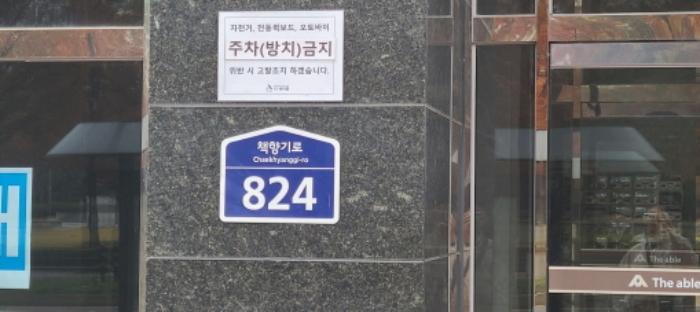 자전거, 전동퀵보드, 오토바이
주차(방치)금지
위반 시 고발조치 하겠습니다.
책향기로
Chaekhyanggi-ro
824
The able
The able